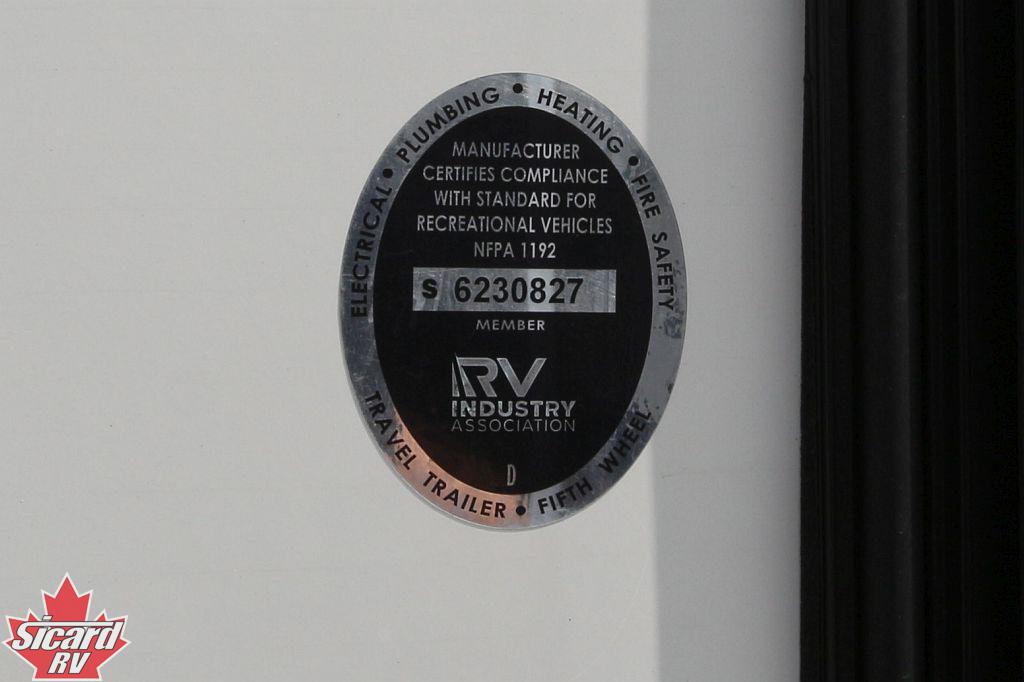 ELECTRICAL • PLUMBING • HEATING • FIRE SAFETY
MANUFACTURER
CERTIFIES COMPLIANCE
WITH STANDARD FOR
RECREATIONAL VEHICLES
NFPA 1192
S 6230827
MEMBER
RV
INDUSTRY
ASSOCIATION
D
TRAVEL TRAILER • FIFTH WHEEL
Sicard
RV